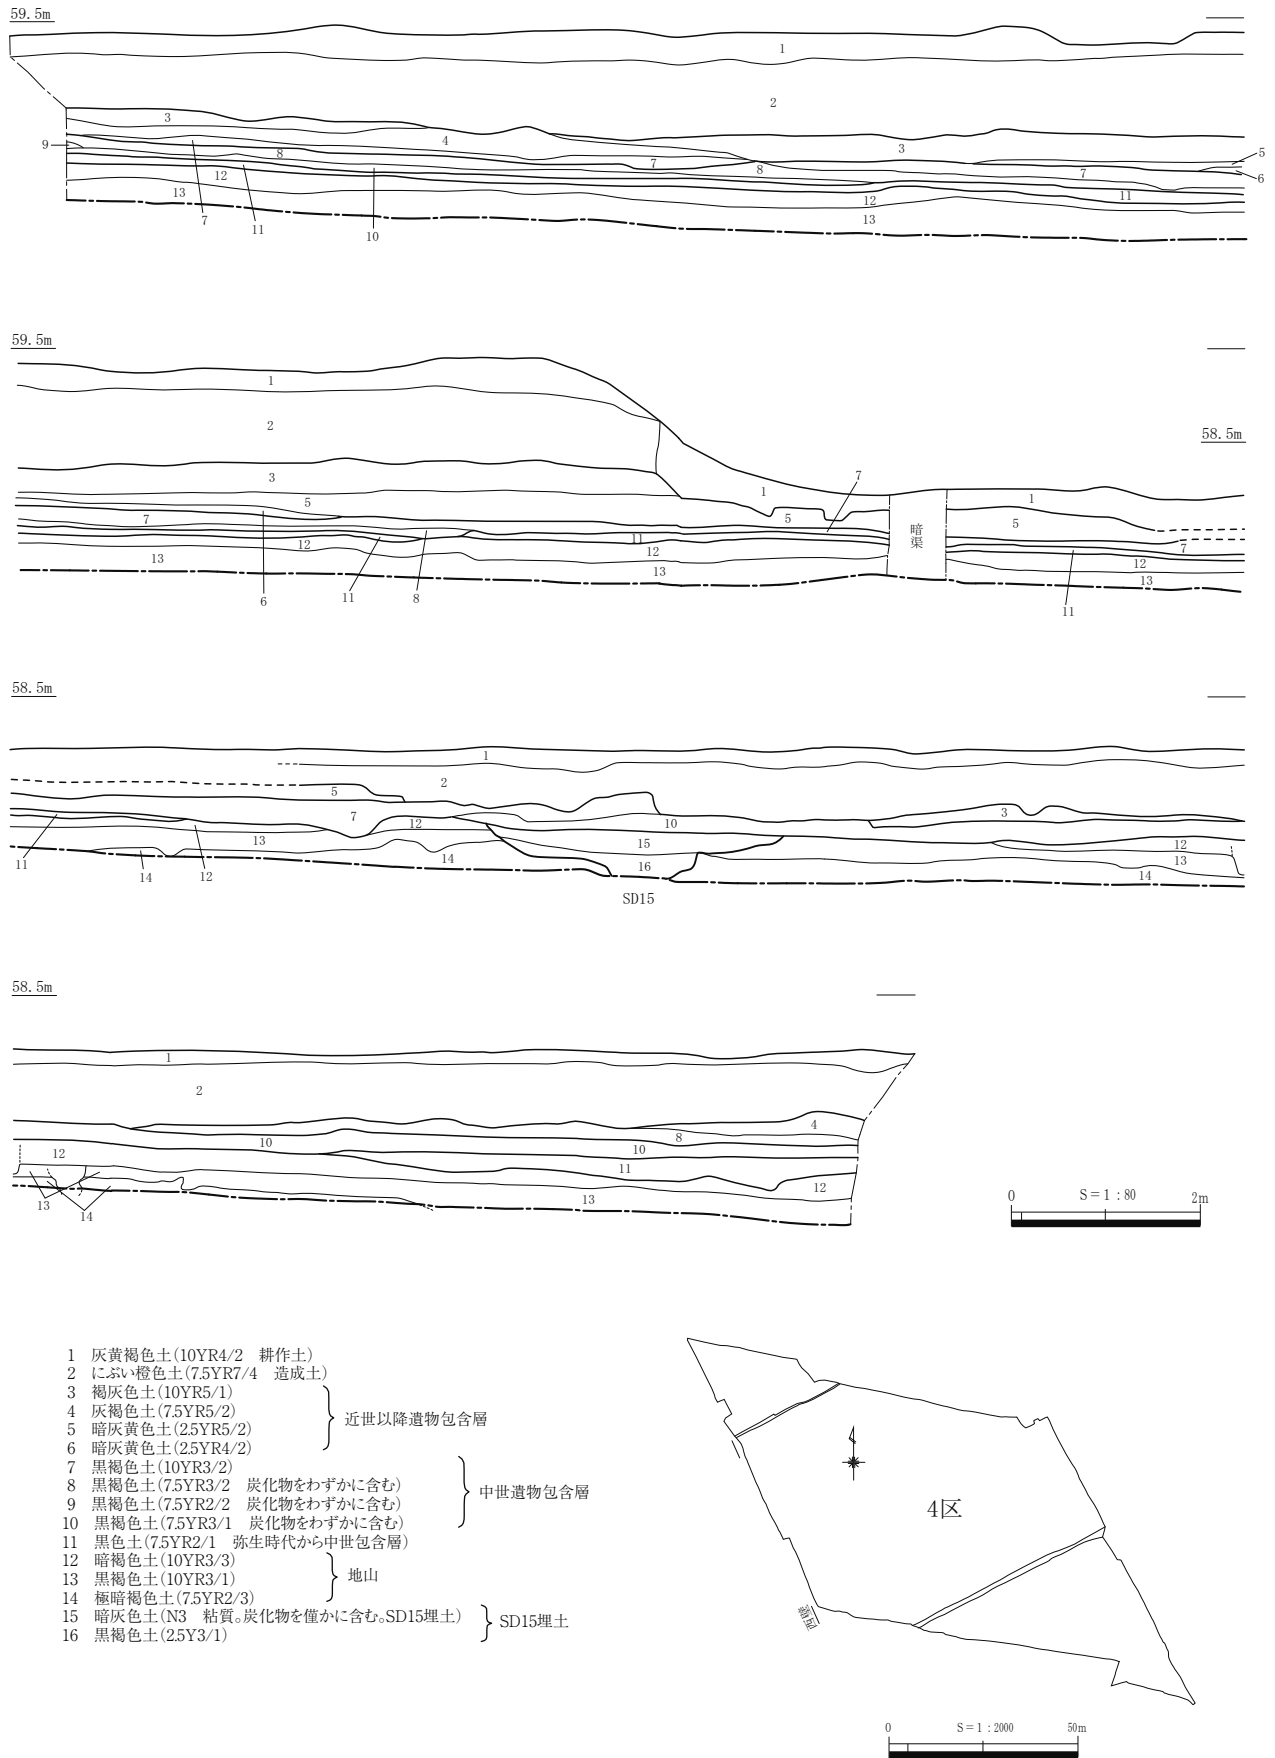 59.5m
1
2
3
4
3
9
8
7
8
5
7
6
12
13
11
12
13
7
11
10
59.5m
1
2
58.5m
3
7
1
1
5
5
5
暗渠
7
11
7
12
12
12
13
13
13
6
11
8
11
58.5m
1
2
5
3
7
12
10
15
12
13
14
16
13
14
11
14
12
SD15
58.5m
1
2
4
8
10
10
12
11
12
13
13
14
0 S=1:80 2m
1 灰黄褐色土(10YR4/2 耕作土)
2 にぶい橙色土(7.5YR7/4 造成土)
3 褐灰色土(10YR5/1)
4 灰褐色土(7.5YR5/2)
近世以降遺物包含層
5 暗灰黄色土(2.5YR5/2)
6 暗灰黄色土(2.5YR4/2)
7 黒褐色土(10YR3/2)
8 黒褐色土(7.5YR3/2 炭化物をわずかに含む)
中世遺物包含層
9 黒褐色土(7.5YR2/2 炭化物をわずかに含む)
10 黒褐色土(7.5YR3/1 炭化物をわずかに含む)
11 黒色土(7.5YR2/1 弥生時代から中世包含層)
12 暗褐色土(10YR3/3)
地山
13 黒褐色土(10YR3/1)
14 極暗褐色土(7.5YR2/3)
15 暗灰色土(N3 粘質。炭化物を僅かに含む。SD15埋土)
SD15埋土
16 黒褐色土(2.5Y3/1)
4区
0 S=1:2000 50m